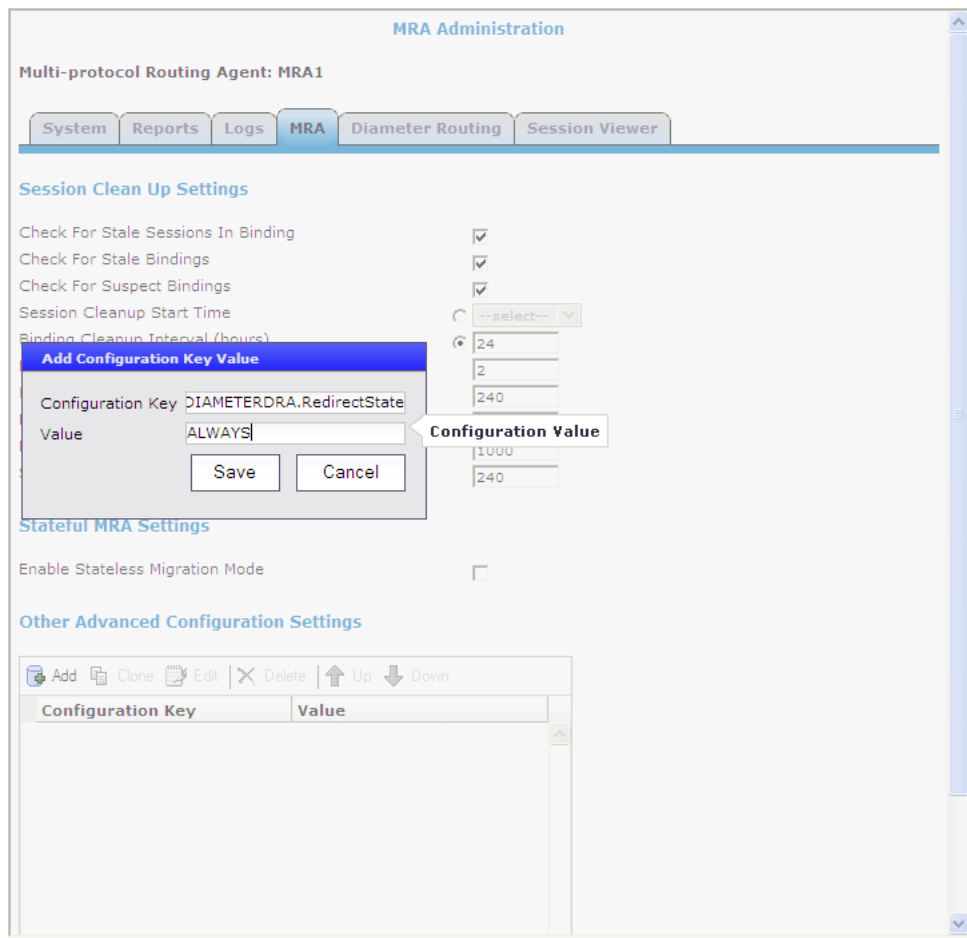 MRA Administration
Multi-protocol Routing Agent: MRA1
System Reports Logs MRA Diameter Routing Session Viewer
Session Clean Up Settings
Check For Stale Sessions In Binding
Check For Stale Bindings
Check For Suspect Bindings
Session Cleanup Start Time --select--
Binding Cleanup Interval (hours) 24
Add Configuration Key Value
2
Configuration Key DIAMETERDRA.RedirectState
240
Value ALWAYS
Configuration Value
1000
Save Cancel
240
Stateful MRA Settings
Enable Stateless Migration Mode
Other Advanced Configuration Settings
Add Clone Edit Delete Up Down
Configuration Key Value